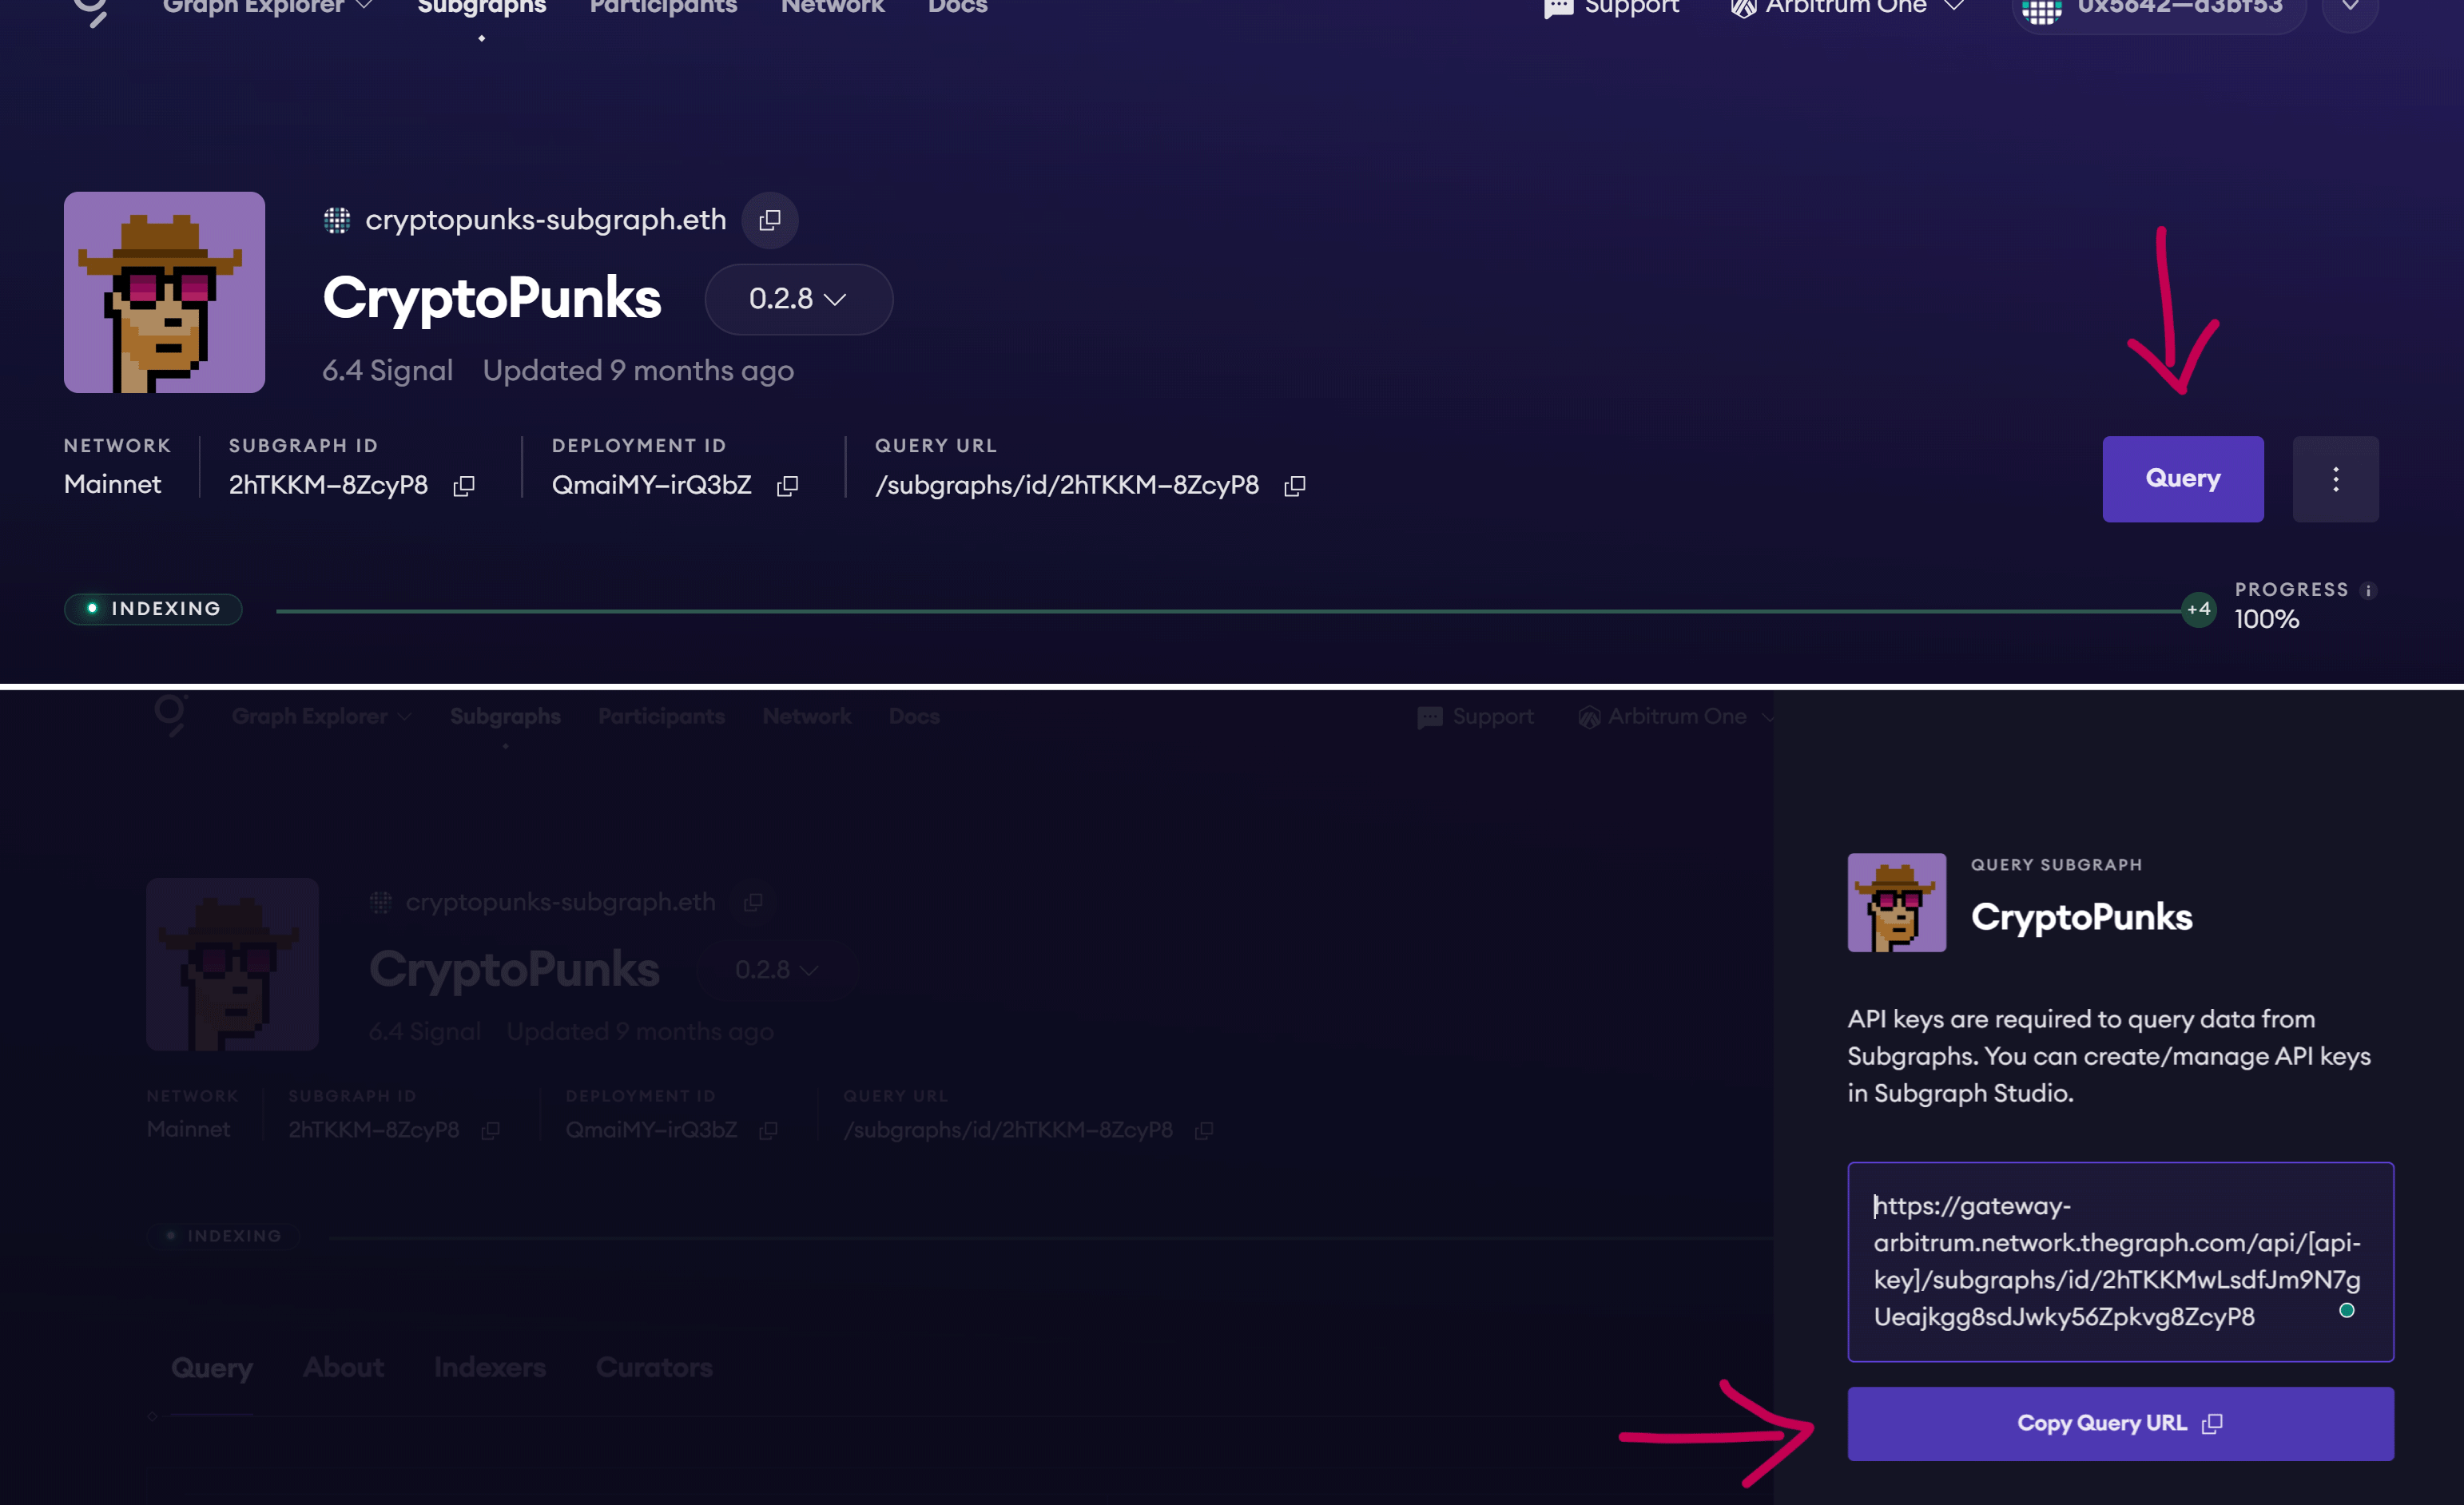 Graph Explorer Subgraphs Participants Network Docs Support Arbitrum One 0x5642—d3bf53
cryptopunks-subgraph.eth
CryptoPunks 0.2.8
6.4 Signal Updated 9 months ago
NETWORK SUBGRAPH ID DEPLOYMENT ID QUERY URL
Mainnet 2hTKKM—8ZcyP8 QmaiMY—irQ3bZ /subgraphs/id/2hTKKM—8ZcyP8
Query
INDEXING
+4
PROGRESS
100%
Graph Explorer Subgraphs Participants Network Docs Support Arbitrum One
cryptopunks-subgraph.eth
CryptoPunks 0.2.8
6.4 Signal Updated 9 months ago
NETWORK SUBGRAPH ID DEPLOYMENT ID QUERY URL
Mainnet 2hTKKM—8ZcyP8 QmaiMY—irQ3bZ /subgraphs/id/2hTKKM—8ZcyP8
INDEXING
Query About Indexers Curators
QUERY SUBGRAPH
CryptoPunks
API keys are required to query data from
Subgraphs. You can create/manage API keys
in Subgraph Studio.
https://gateway-
arbitrum.network.thegraph.com/api/[api-
key]/subgraphs/id/2hTKKMwLsdfJm9N7g
Ueajkgg8sdJwky56Zpkvg8ZcyP8
Copy Query URL